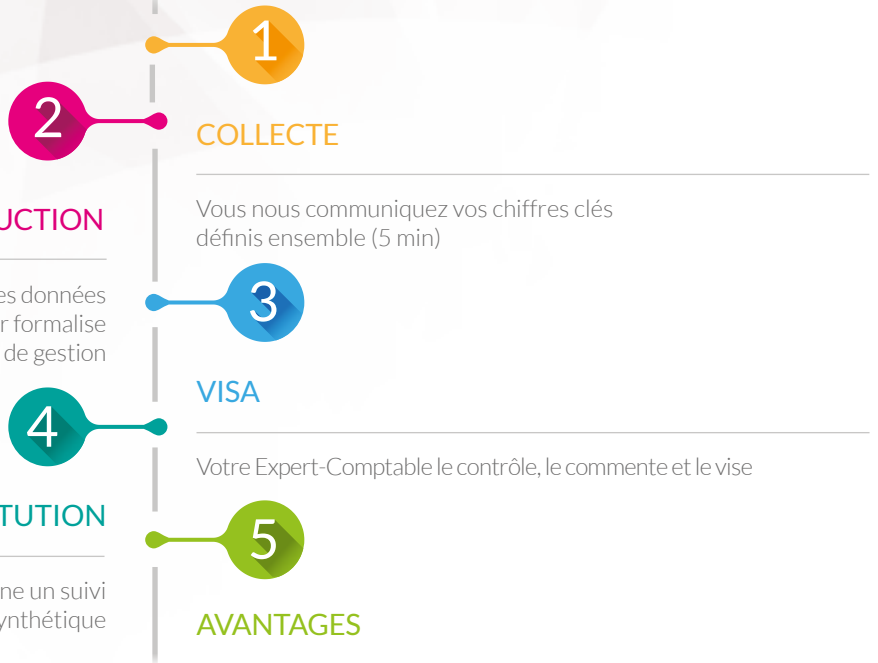 1
COLLECTE
Vous nous communiquez vos chiffres clés
définis ensemble (5 min)
2
UCTION
es données
r formalise
de gestion
3
VISA
Votre Expert-Comptable le contrôle, le commente et le vise
4
TUTION
ne un suivi
ynthétique
5
AVANTAGES